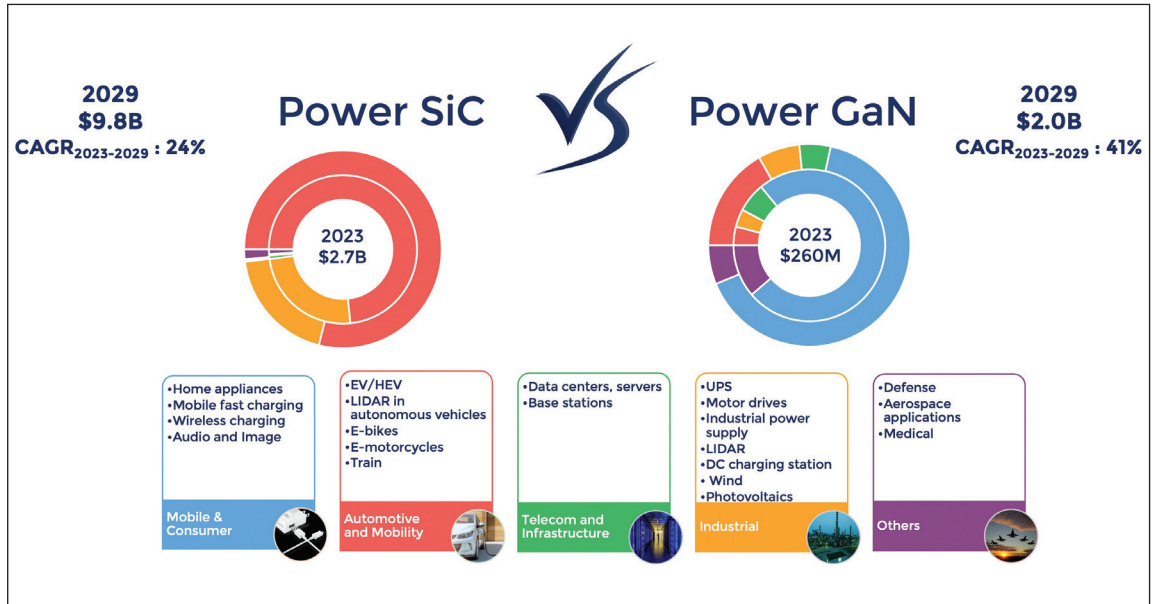 2029
$9.8B
CAGR2023-2029 : 24%
Power SiC
VS
Power GaN
2029
$2.0B
CAGR2023-2029 : 41%
2023
$2.7B
2023
$260M
•Home appliances
•Mobile fast charging
•Wireless charging
•Audio and Image
Mobile &
Consumer
•EV/HEV
•LIDAR in
autonomous vehicles
•E-bikes
•E-motorcycles
•Train
Automotive
and Mobility
•Data centers, servers
•Base stations
Telecom and
Infrastructure
•UPS
•Motor drives
•Industrial power
supply
•LIDAR
•DC charging station
• Wind
•Photovoltaics
Industrial
•Defense
•Aerospace
applications
•Medical
Others